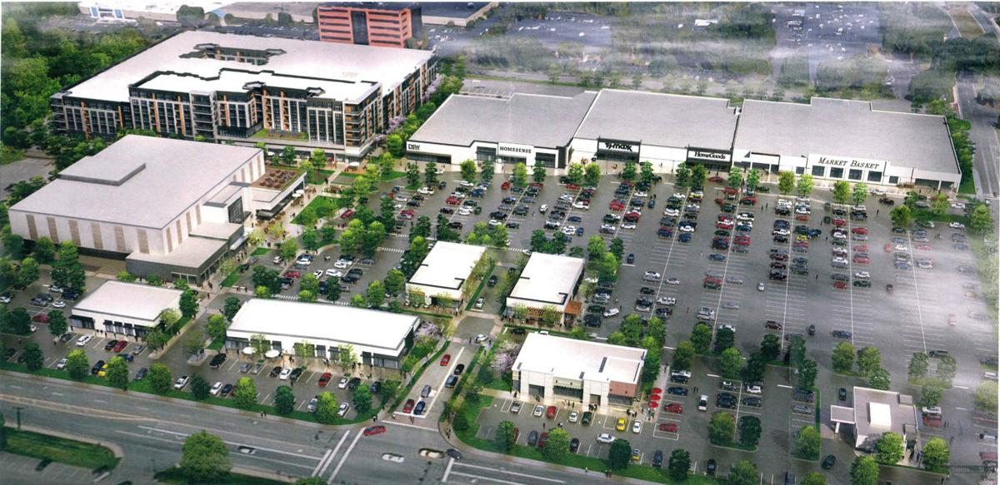 DSW
HOMESENSE
T.J.maxx
HomeGoods
MARKET BASKET